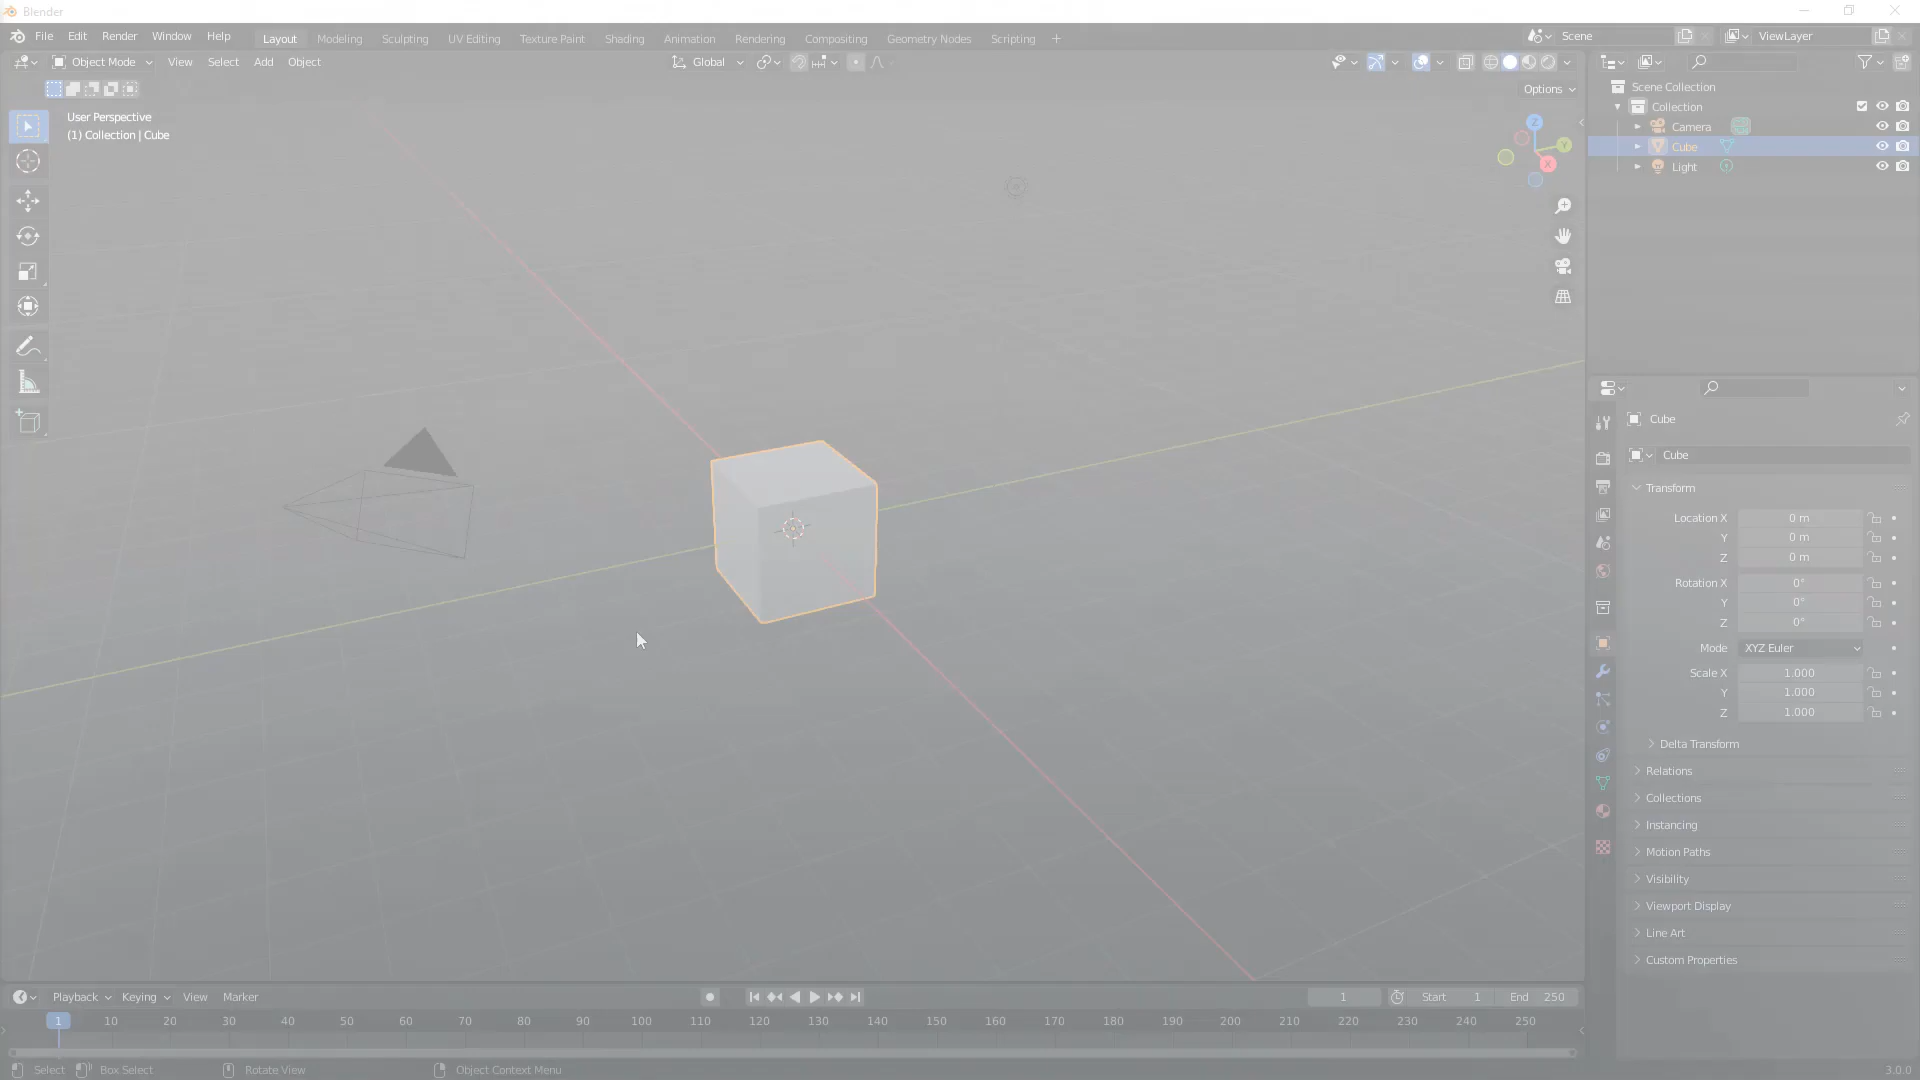 Blender
File Edit Render Window Help Layout Modeling Sculpting UV Editing Texture Paint Shading Animation Rendering Compositing Geometry Nodes Scripting + Scene ViewLayer
Object Mode View Select Add Object Global
Options
User Perspective
(1) Collection | Cube
Z
Y
X
Scene Collection
Collection
Camera
Cube
Light
Cube
Cube
Transform
Location X 0 m
Y 0 m
Z 0 m
Rotation X 0°
Y 0°
Z 0°
Mode XYZ Euler
Scale X 1.000
Y 1.000
Z 1.000
Delta Transform
Relations
Collections
Instancing
Motion Paths
Visibility
Viewport Display
Line Art
Custom Properties
Playback Keying View Marker 1 Start 1 End 250
1 10 20 30 40 50 60 70 80 90 100 110 120 130 140 150 160 170 180 190 200 210 220 230 240 250
Select Box Select Rotate View Object Context Menu 3.0.0